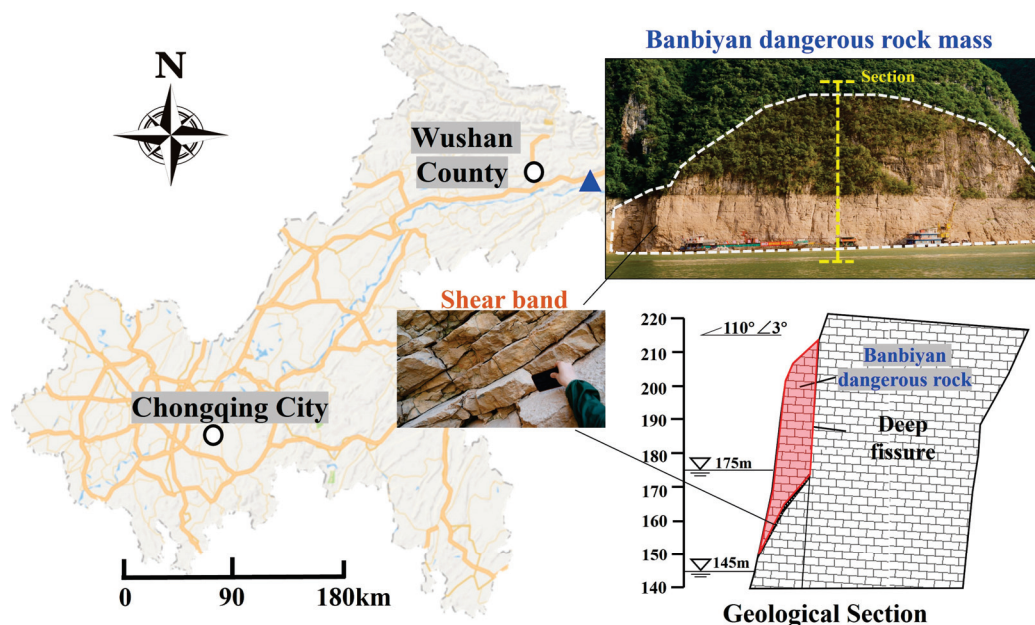 Banbiyan dangerous rock mass
N
Section
Wushan
County
Shear band
Chongqing City
0 90 180km
220
210
200
190
180
175
170
160
150
140
110°∠3°
Banbiyan
dangerous rock
Deep
fissure
175m
145m
Geological Section